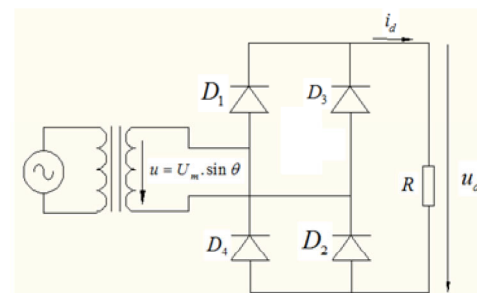 i_d
D_1
D_3
u = U_m . sin θ
R
u_d
D_4
D_2